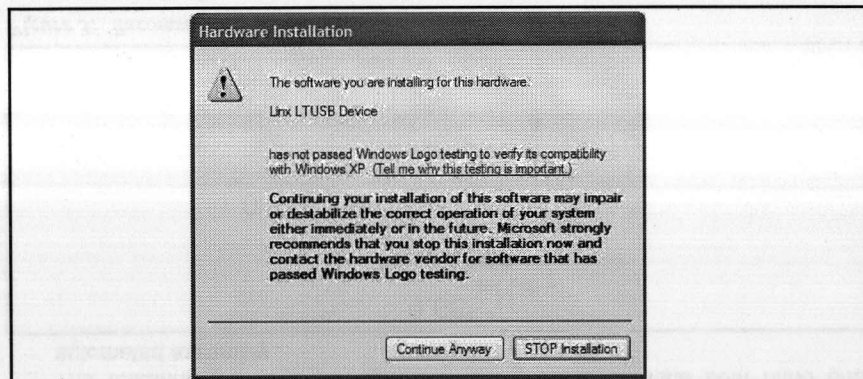 Hardware Installation
The software you are installing for this hardware:
Linx LTUSB Device
has not passed Windows Logo testing to verify its compatibility
with Windows XP. (Tell me why this testing is important.)
Continuing your installation of this software may impair
or destabilize the correct operation of your system
either immediately or in the future. Microsoft strongly
recommends that you stop this installation now and
contact the hardware vendor for software that has
passed Windows Logo testing.
Continue Anyway
STOP Installation